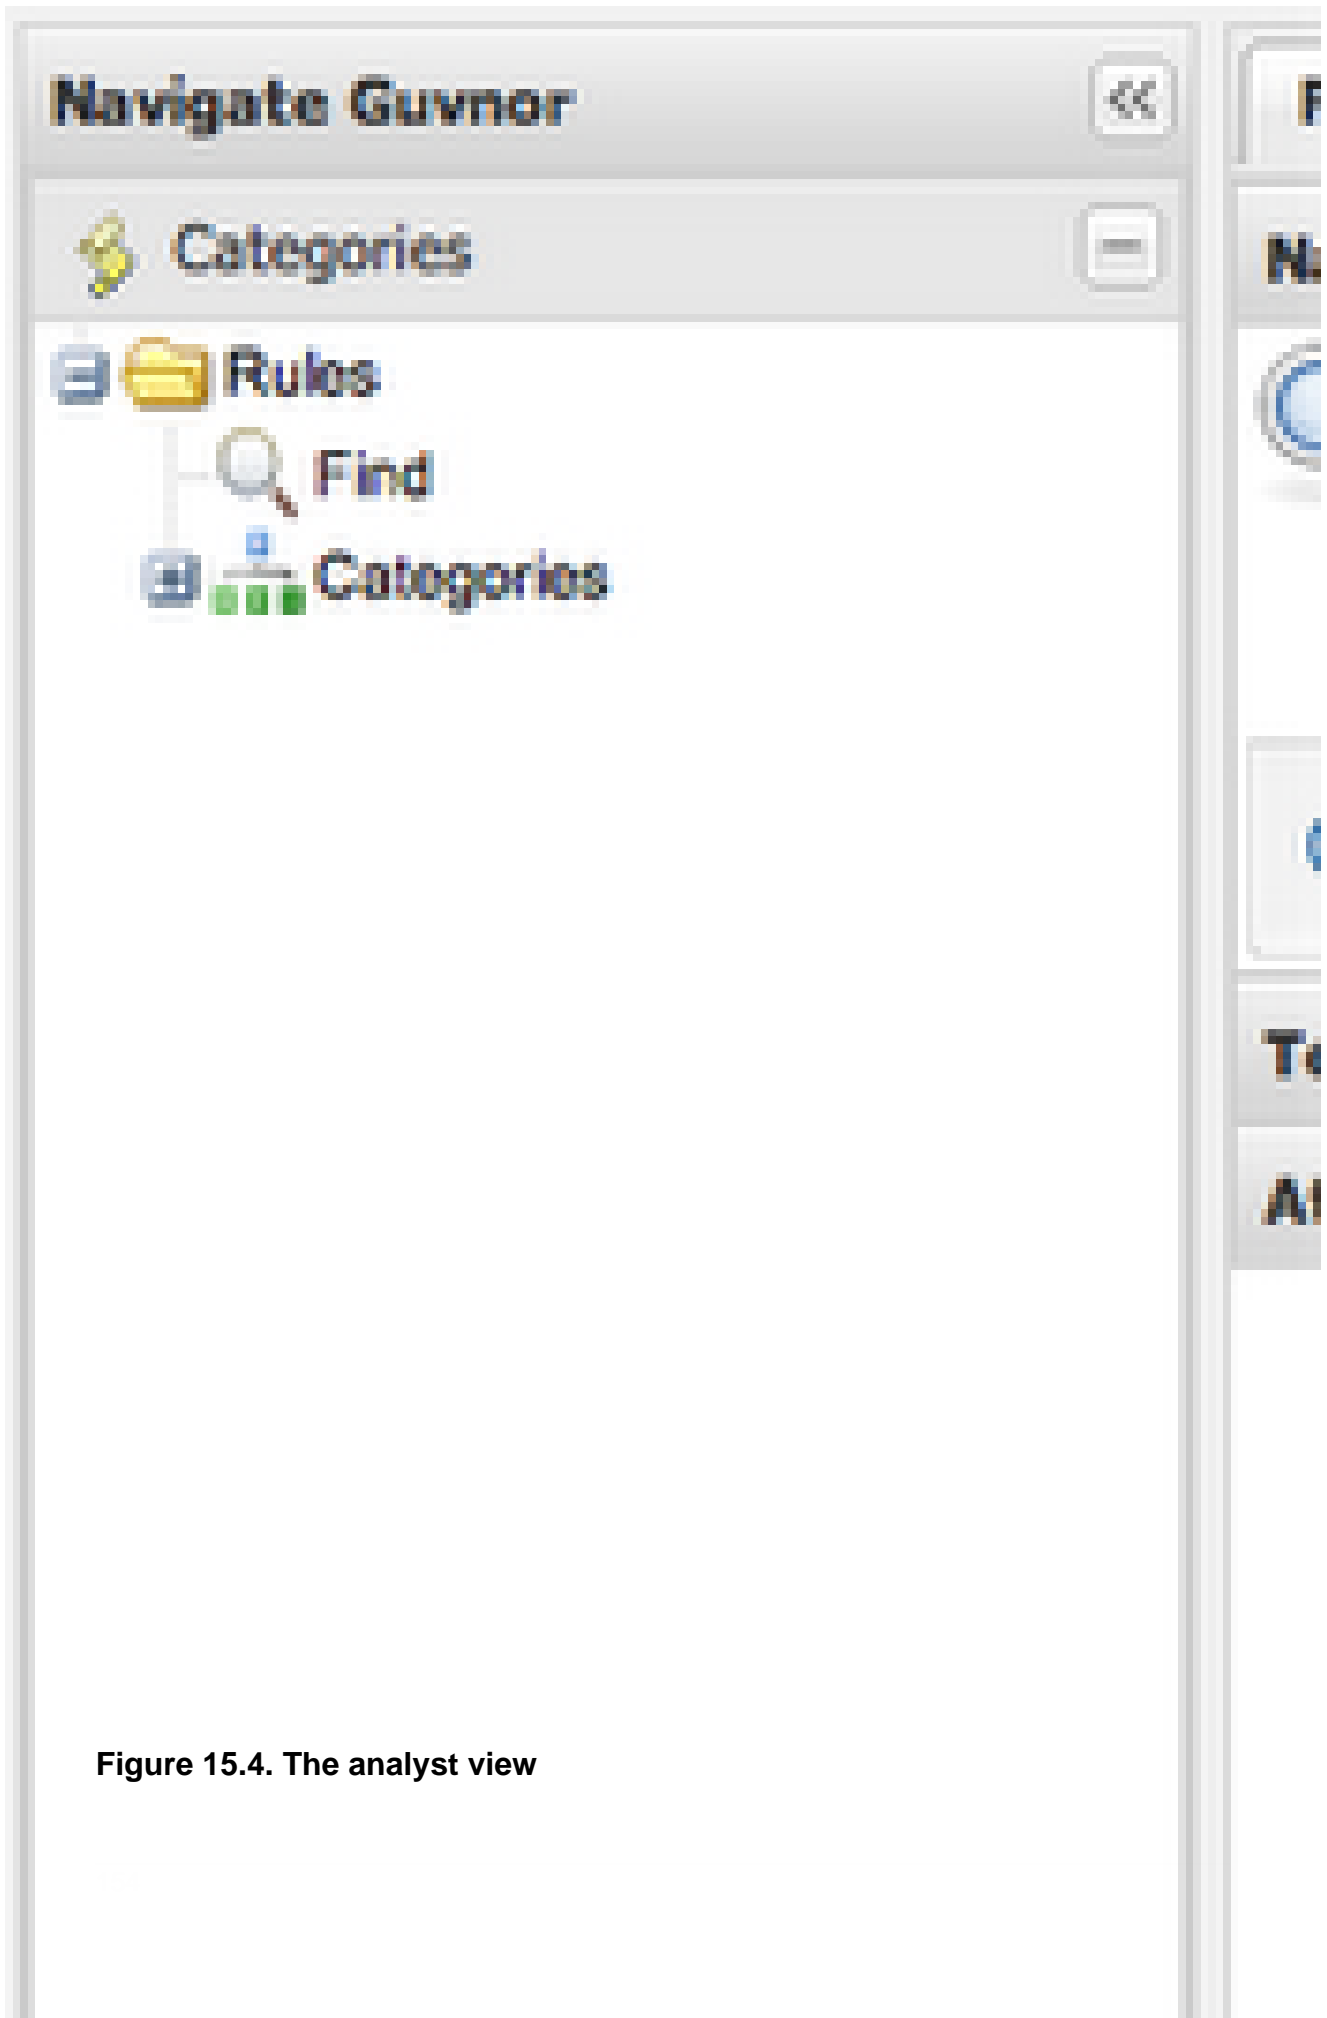 Navigate Guvnor
Categories
Rules
Find
Categories
Figure 15.4. The analyst view